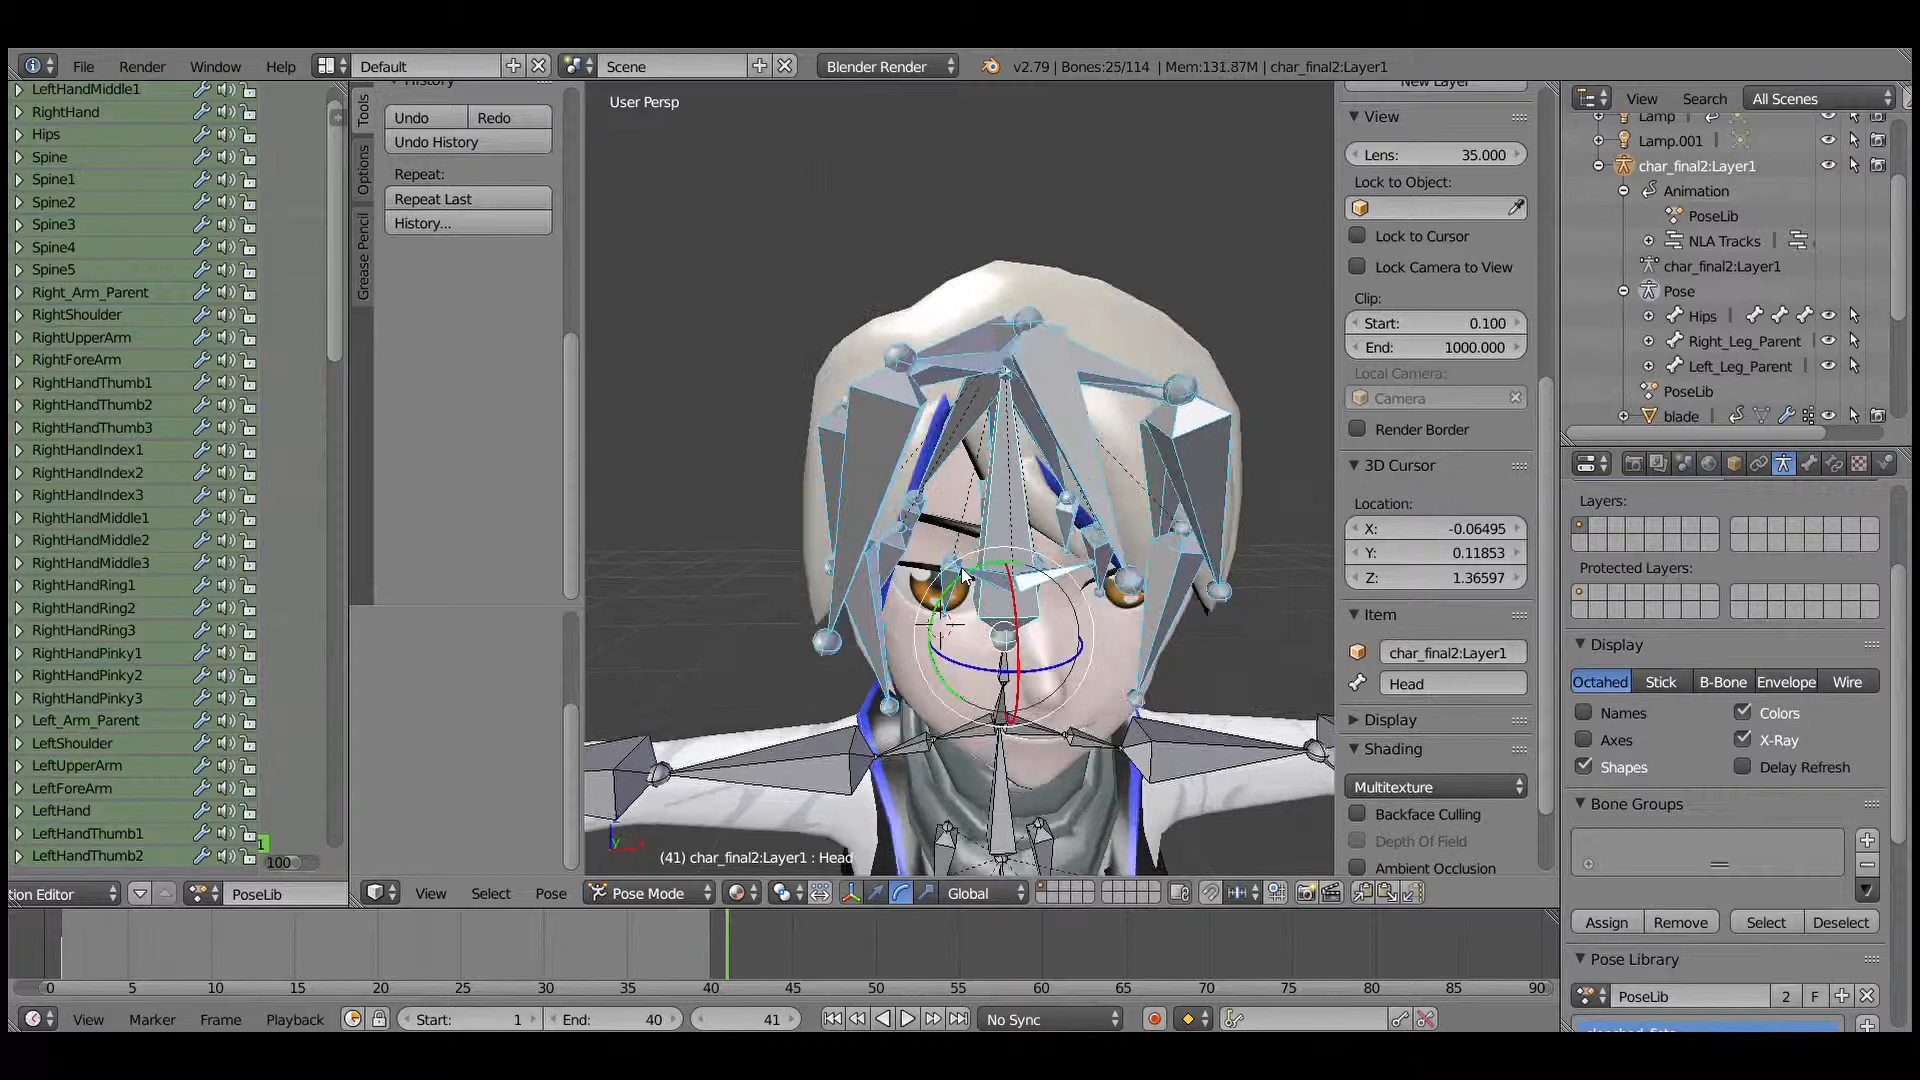 File Render Window Help Default Scene Blender Render v2.79 | Bones:25/114 | Mem:131.87M | char_final2:Layer1
LeftHandMiddle1
RightHand
Hips
Spine
Spine1
Spine2
Spine3
Spine4
Spine5
Right_Arm_Parent
RightShoulder
RightUpperArm
RightForeArm
RightHandThumb1
RightHandThumb2
RightHandThumb3
RightHandIndex1
RightHandIndex2
RightHandIndex3
RightHandMiddle1
RightHandMiddle2
RightHandMiddle3
RightHandRing1
RightHandRing2
RightHandRing3
RightHandPinky1
RightHandPinky2
RightHandPinky3
Left_Arm_Parent
LeftShoulder
LeftUpperArm
LeftForeArm
LeftHand
LeftHandThumb1
LeftHandThumb2
1
100
tion Editor PoseLib
Tools
Options
Grease Pencil
History
Undo Redo
Undo History
Repeat:
Repeat Last
History...
User Persp
(41) char_final2:Layer1 : Head
View Select Pose Pose Mode Global
New Layer
View
Lens: 35.000
Lock to Object:
Lock to Cursor
Lock Camera to View
Clip:
Start: 0.100
End: 1000.000
Local Camera:
Camera
Render Border
3D Cursor
Location:
X: -0.06495
Y: 0.11853
Z: 1.36597
Item
char_final2:Layer1
Head
Display
Shading
Multitexture
Backface Culling
Depth Of Field
Ambient Occlusion
View Search All Scenes
Lamp
Lamp.001
char_final2:Layer1
Animation
PoseLib
NLA Tracks
char_final2:Layer1
Pose
Hips
Right_Leg_Parent
Left_Leg_Parent
PoseLib
blade
Layers:
Protected Layers:
Display
Octahed Stick B-Bone Envelope Wire
Names Colors
Axes X-Ray
Shapes Delay Refresh
Bone Groups
Assign Remove Select Deselect
Pose Library
PoseLib 2 F
0 5 10 15 20 25 30 35 40 45 50 55 60 65 70 75 80 85 90
View Marker Frame Playback Start: 1 End: 40 41 No Sync